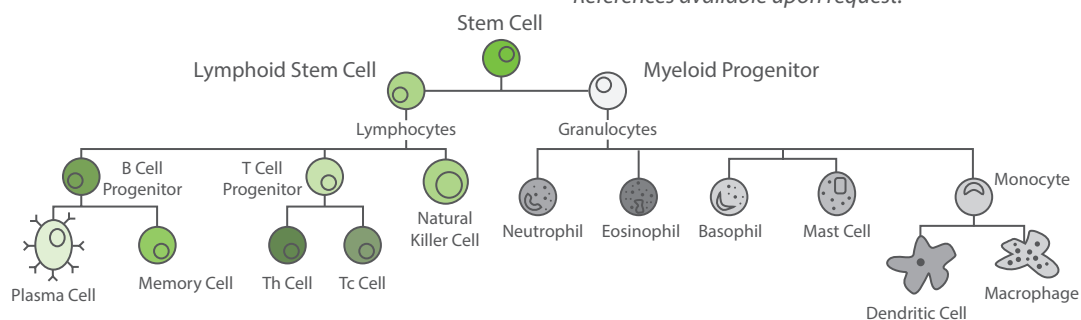 References available upon request.
Stem Cell
Lymphoid Stem Cell
Myeloid Progenitor
Lymphocytes
Granulocytes
B Cell
Progenitor
T Cell
Progenitor
Natural
Killer Cell
Neutrophil
Eosinophil
Basophil
Mast Cell
Monocyte
Plasma Cell
Memory Cell
Th Cell
Tc Cell
Dendritic Cell
Macrophage